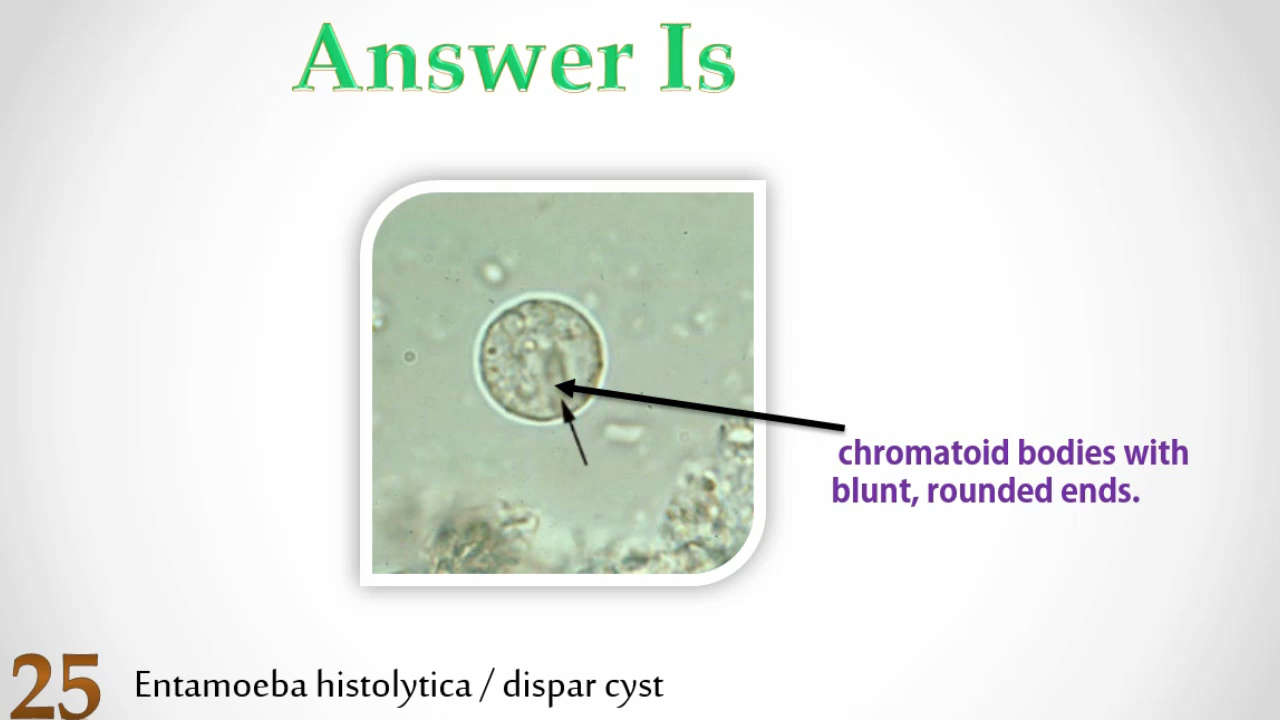 Answer Is
chromatoid bodies with
blunt, rounded ends.
25
Entamoeba histolytica / dispar cyst